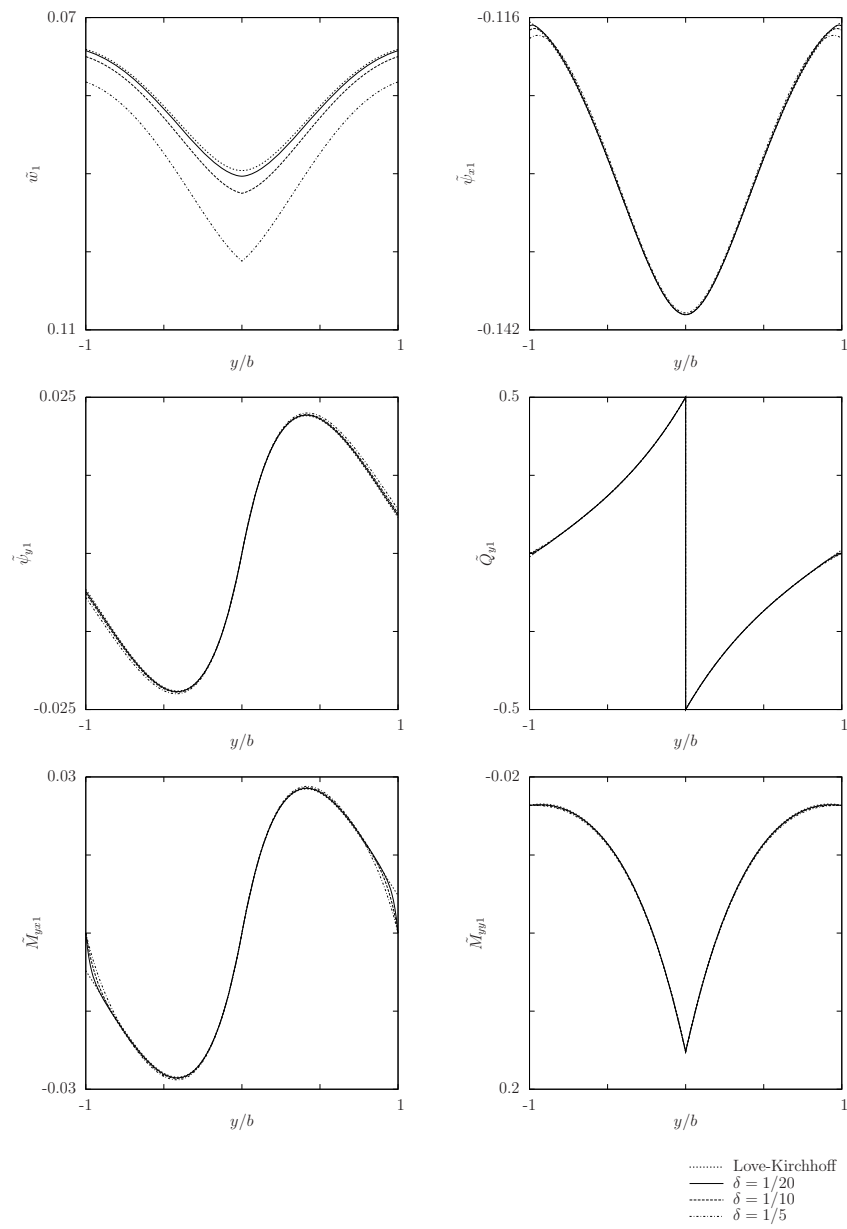 0.07
w̃₁
0.11
-1
1
y/b
-0.116
ψ̃ₓ₁
-0.142
-1
1
y/b
0.025
ψ̃_{y1}
-0.025
-1
1
y/b
0.5
Q̃_{y1}
-0.5
-1
1
y/b
0.03
M̃_{yx1}
-0.03
-1
1
y/b
-0.02
M̃_{yy1}
0.2
-1
1
y/b
Love-Kirchhoff
δ = 1/20
δ = 1/10
δ = 1/5